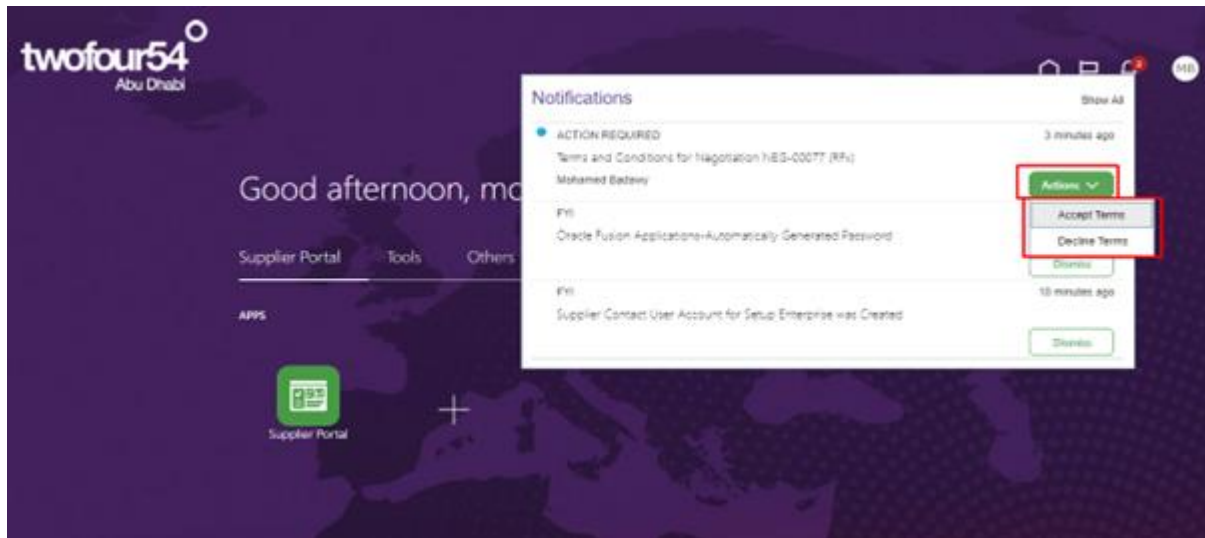 twofour54
Abu Dhabi
MB
Notifications
Show All
ACTION REQUIRED
3 minutes ago
Terms and Conditions for Negotiation NEG-00077 (RFx)
Mohamed Badawy
Actions
Accept Terms
Decline Terms
Good afternoon, mo
FYI
Oracle Fusion Applications-Automatically Generated Password
Dismiss
Supplier Portal
Tools
Others
FYI
10 minutes ago
Supplier Contact User Account for Setup Enterprise was Created
Dismiss
APPS
Supplier Portal